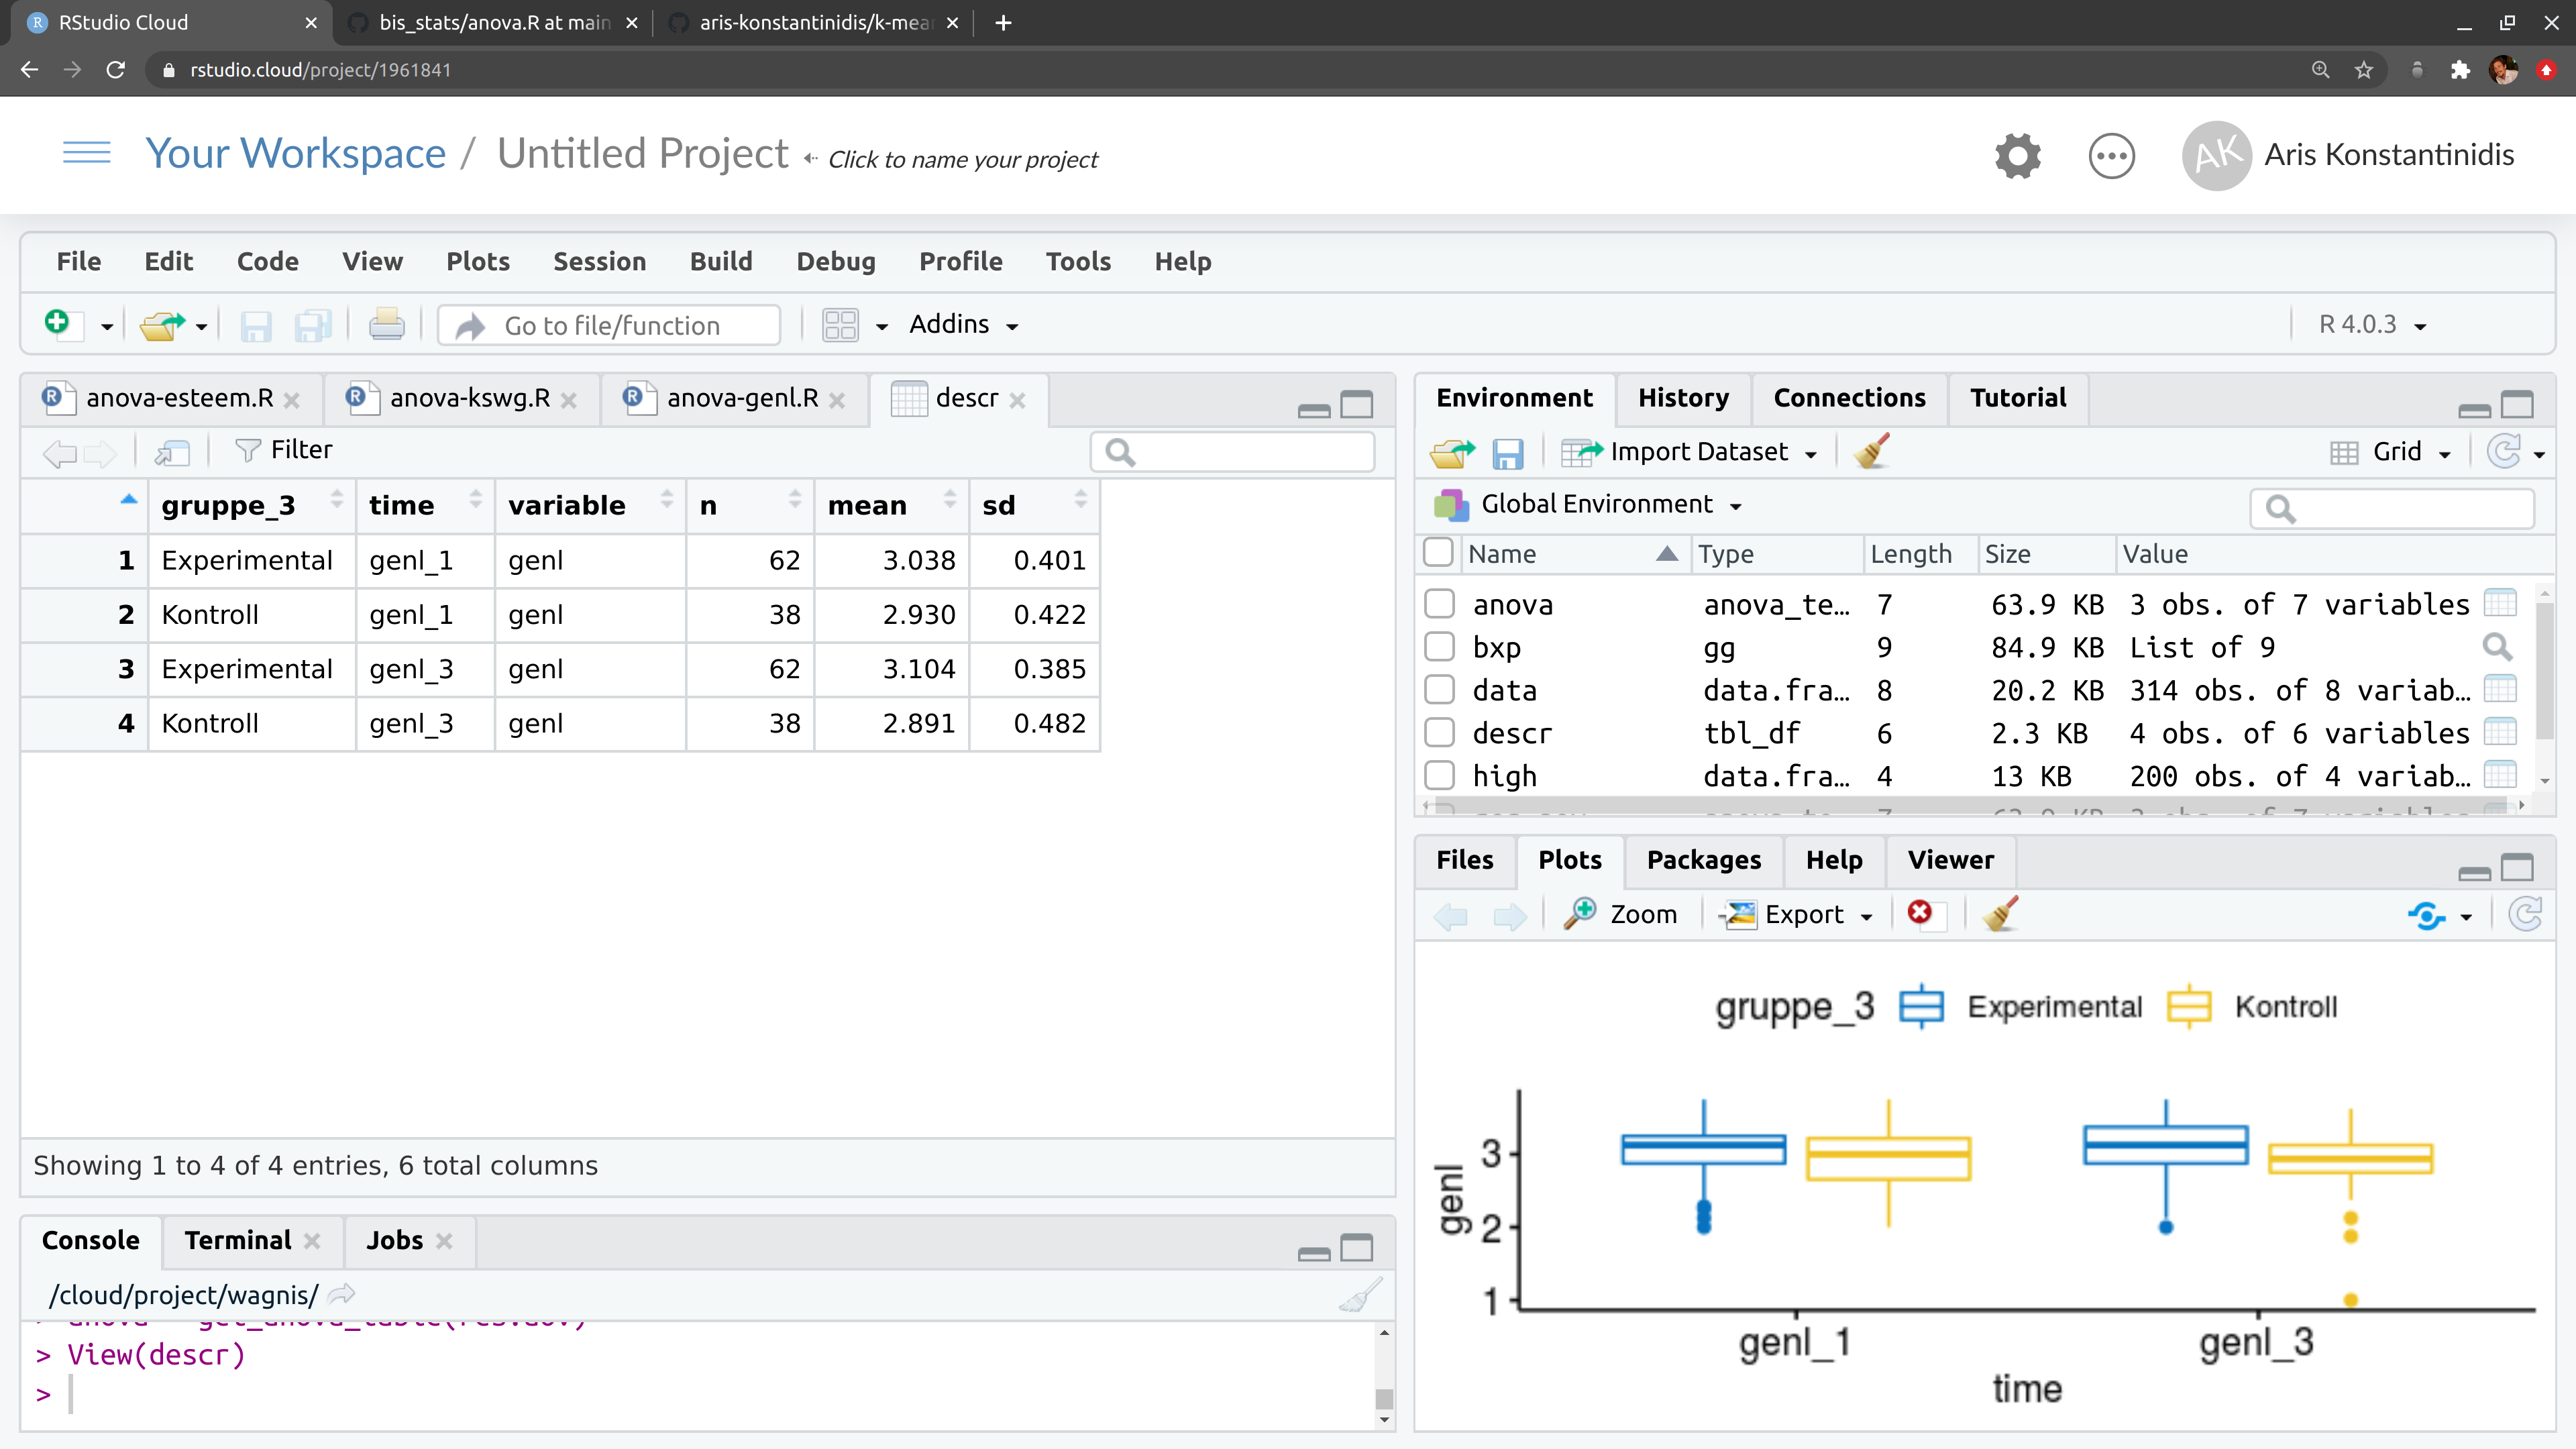 RStudio Cloud
bis_stats/anova.R at main
aris-konstantinidis/k-mea
rstudio.cloud/project/1961841
Your Workspace / Untitled Project Click to name your project
AK Aris Konstantinidis
File Edit Code View Plots Session Build Debug Profile Tools Help
Go to file/function Addins R 4.0.3
anova-esteem.R anova-kswg.R anova-genl.R descr
Filter
gruppe_3 time variable n mean sd
1 Experimental genl_1 genl 62 3.038 0.401
2 Kontroll genl_1 genl 38 2.930 0.422
3 Experimental genl_3 genl 62 3.104 0.385
4 Kontroll genl_3 genl 38 2.891 0.482
Showing 1 to 4 of 4 entries, 6 total columns
Console Terminal Jobs
/cloud/project/wagnis/
> View(descr)
>
Environment History Connections Tutorial
Import Dataset Grid
Global Environment
Name Type Length Size Value
anova anova_te… 7 63.9 KB 3 obs. of 7 variables
bxp gg 9 84.9 KB List of 9
data data.fra… 8 20.2 KB 314 obs. of 8 variab…
descr tbl_df 6 2.3 KB 4 obs. of 6 variables
high data.fra… 4 13 KB 200 obs. of 4 variab…
Files Plots Packages Help Viewer
Zoom Export
gruppe_3 Experimental Kontroll
genl
3
2
1
genl_1 genl_3
time